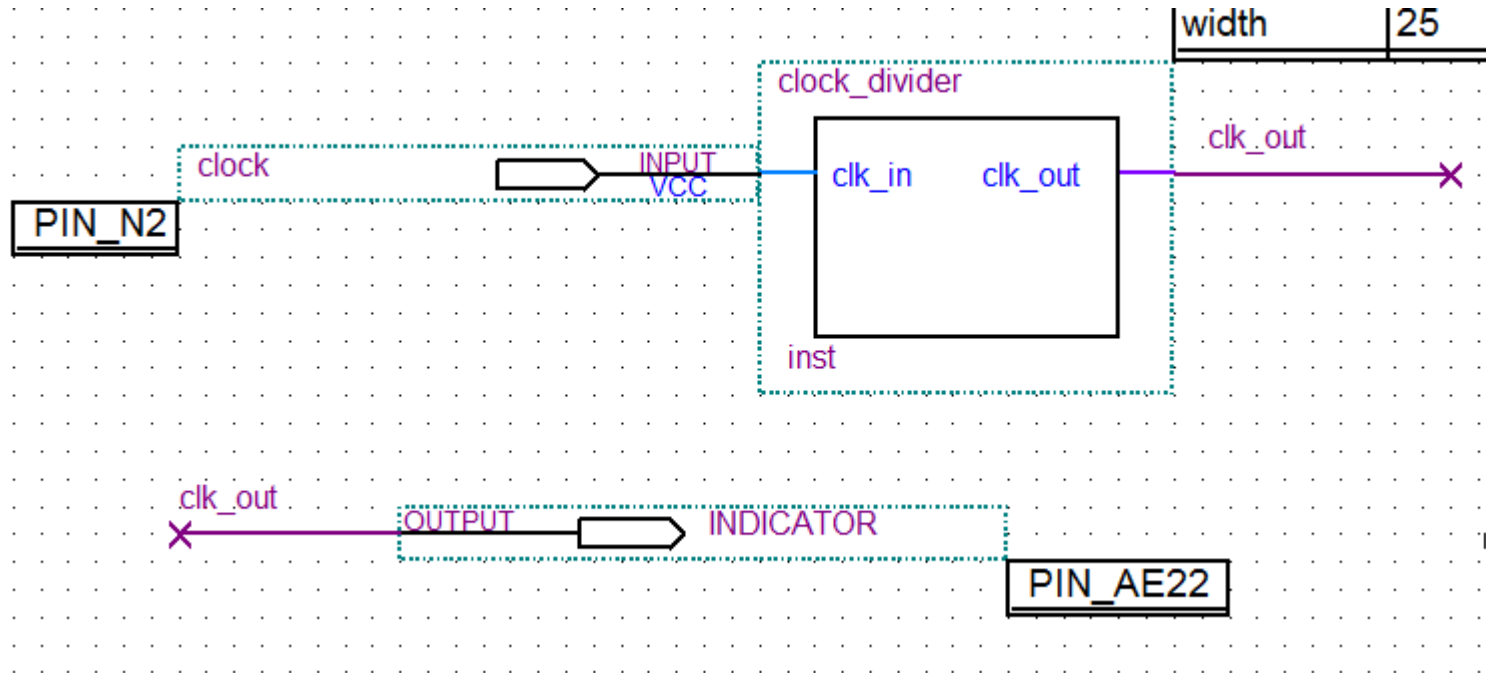 width 25
clock_divider
clk_out
clock INPUT
VCC
clk_in clk_out
PIN_N2
inst
clk_out
OUTPUT INDICATOR
PIN_AE22